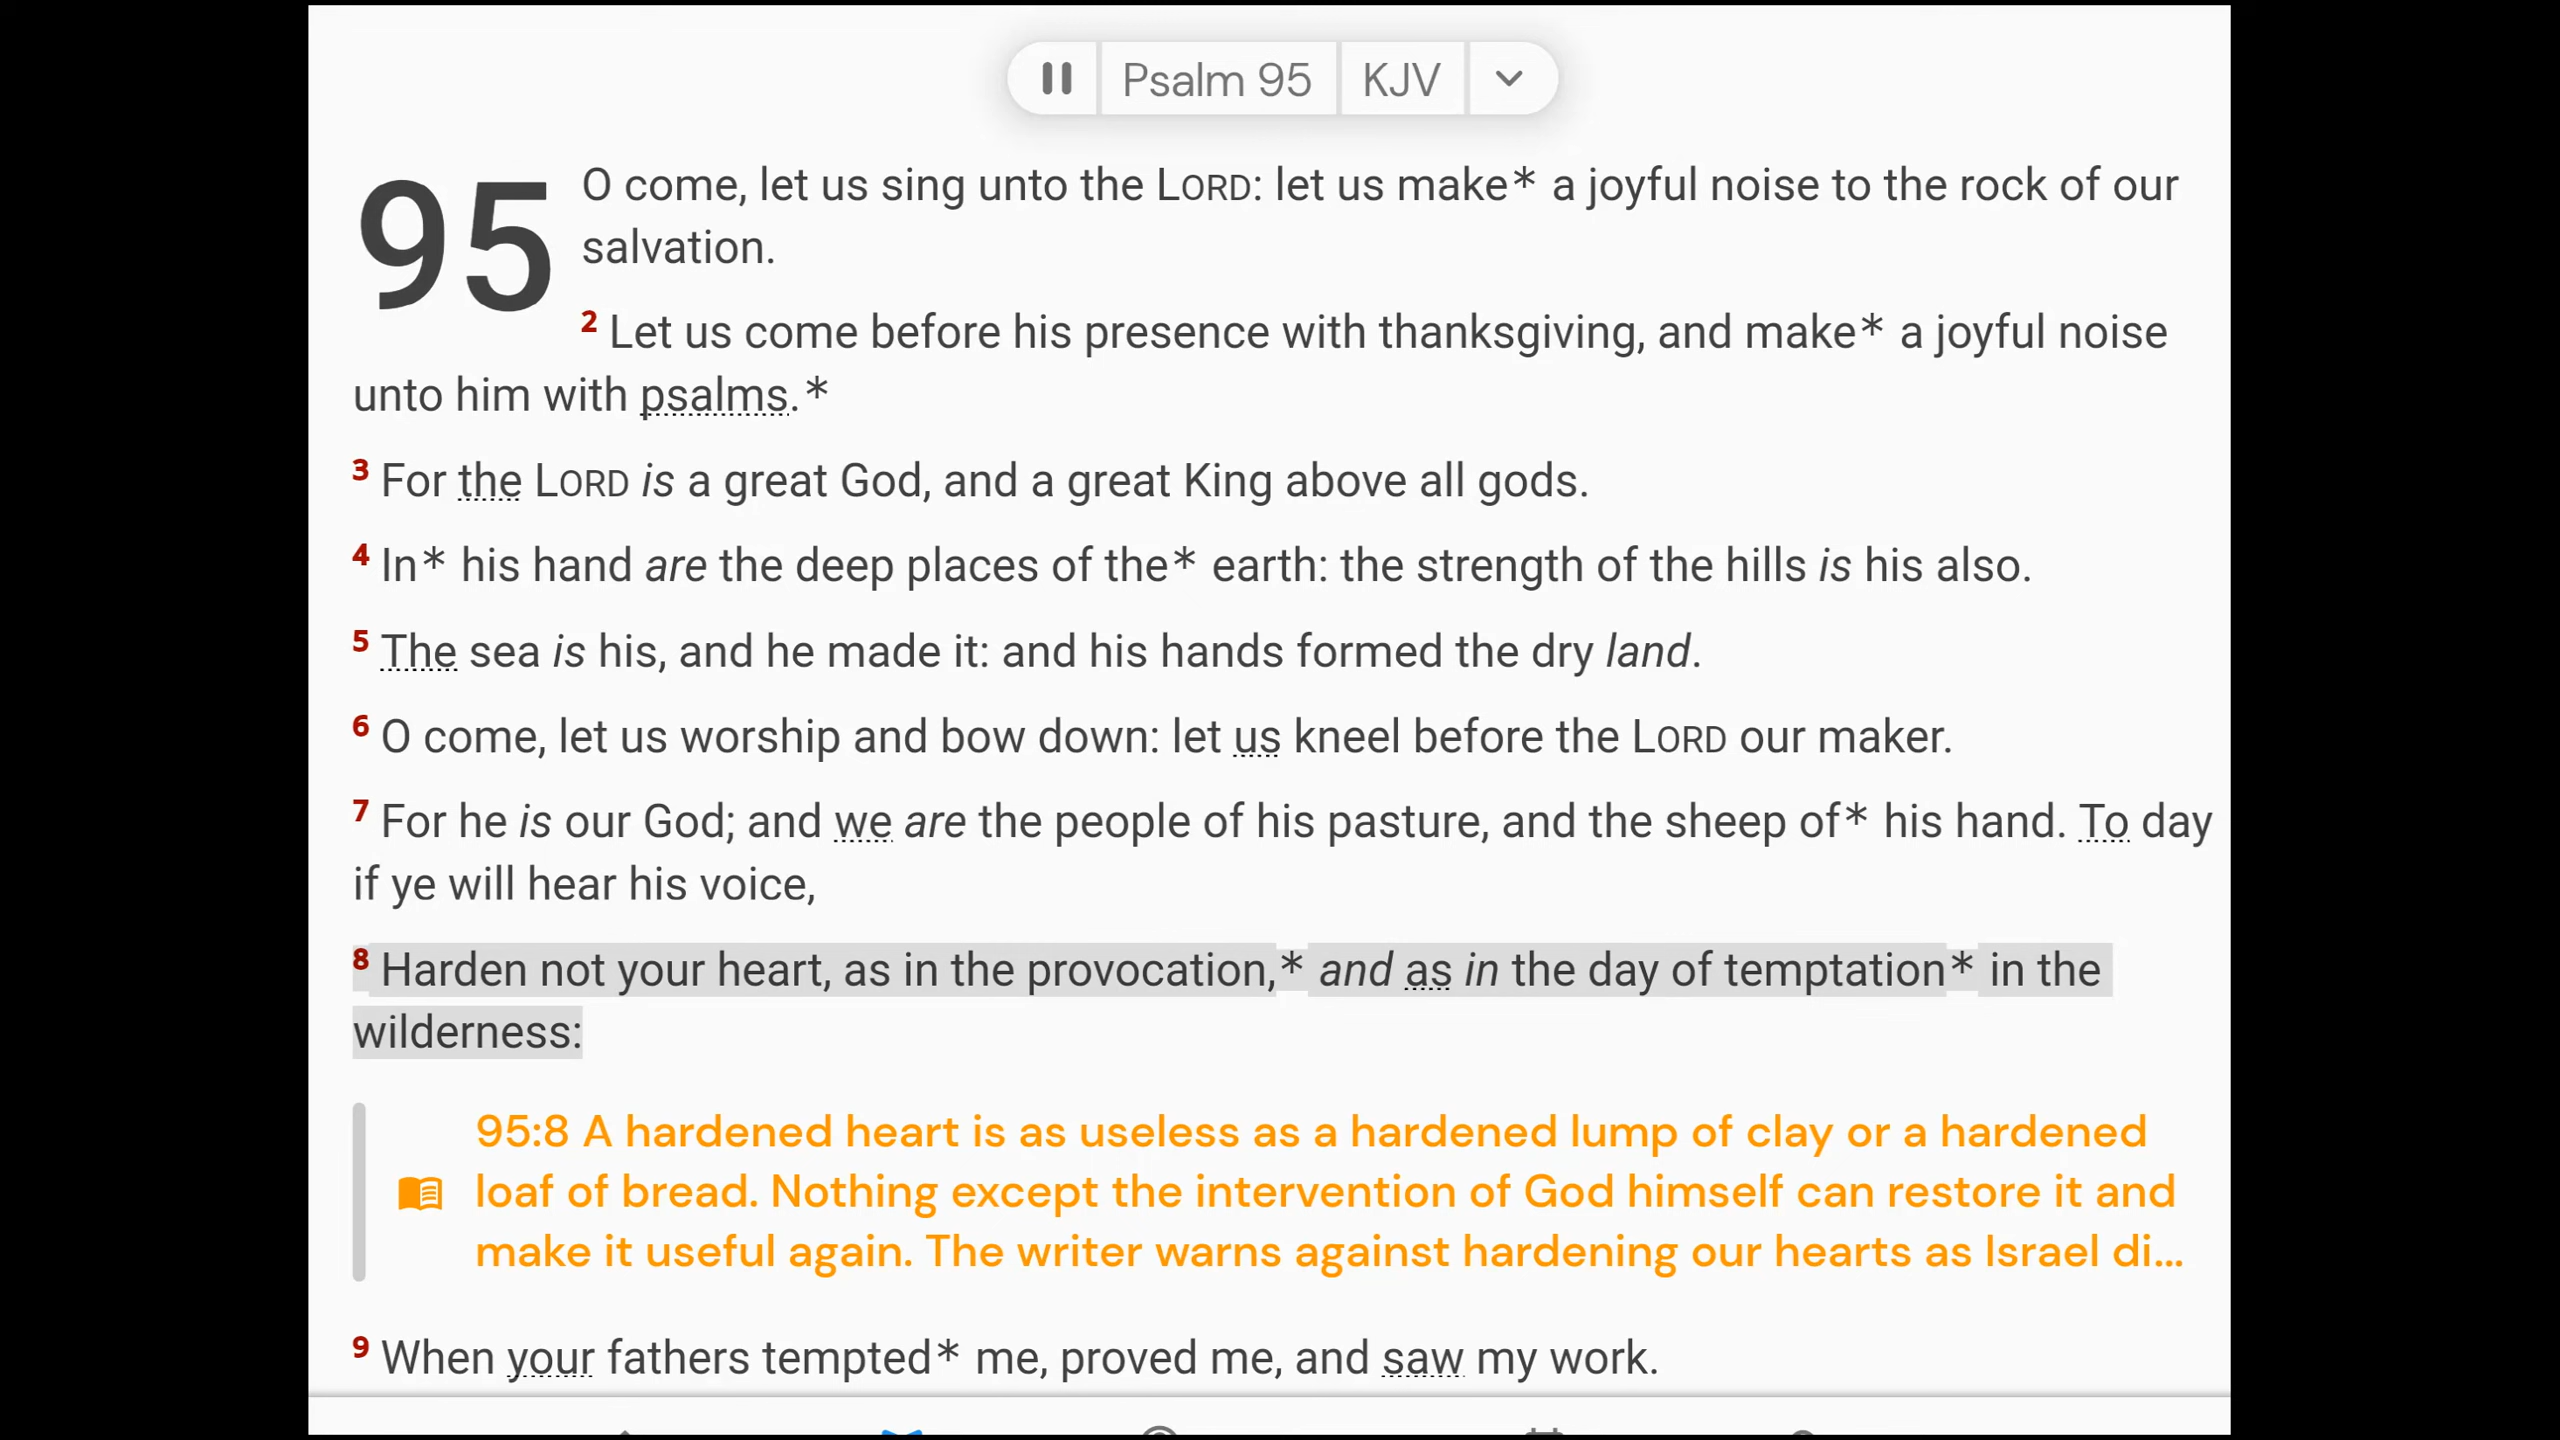 Psalm 95 KJV
95 O come, let us sing unto the LORD: let us make* a joyful noise to the rock of our
salvation.
2 Let us come before his presence with thanksgiving, and make* a joyful noise
unto him with psalms.*
3 For the LORD is a great God, and a great King above all gods.
4 In* his hand are the deep places of the* earth: the strength of the hills is his also.
5 The sea is his, and he made it: and his hands formed the dry land.
6 O come, let us worship and bow down: let us kneel before the LORD our maker.
7 For he is our God; and we are the people of his pasture, and the sheep of* his hand. To day
if ye will hear his voice,
8 Harden not your heart, as in the provocation,* and as in the day of temptation* in the
wilderness:
95:8 A hardened heart is as useless as a hardened lump of clay or a hardened
loaf of bread. Nothing except the intervention of God himself can restore it and
make it useful again. The writer warns against hardening our hearts as Israel di...
9 When your fathers tempted* me, proved me, and saw my work.